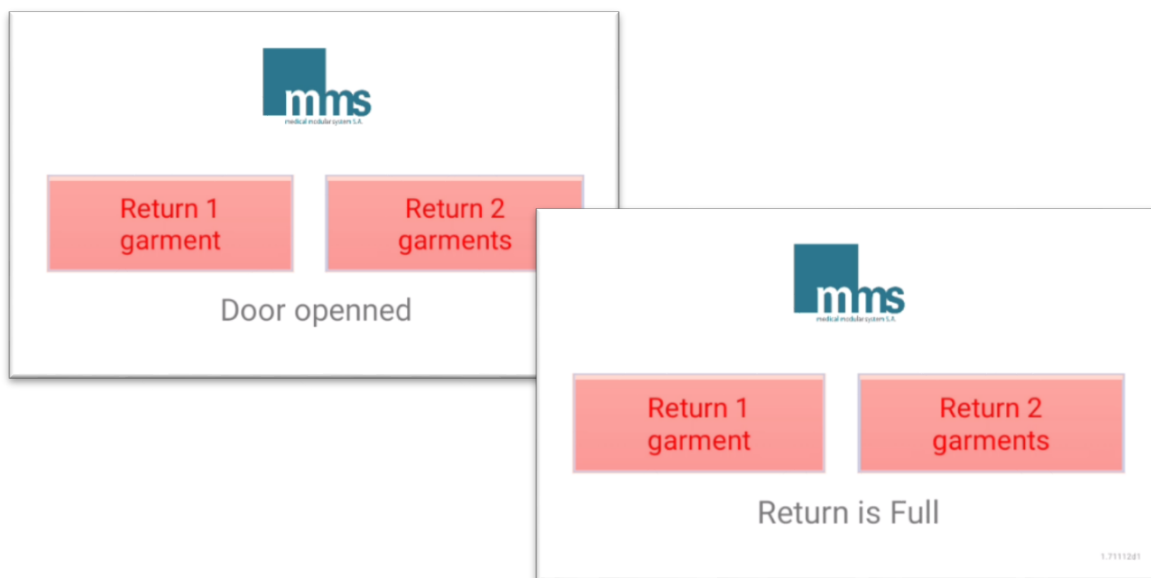 mms
medical modular system S.A.
Return 1
garment
Return 2
garments
Door openned
mms
medical modular system S.A.
Return 1
garment
Return 2
garments
Return is Full
1.71112d1